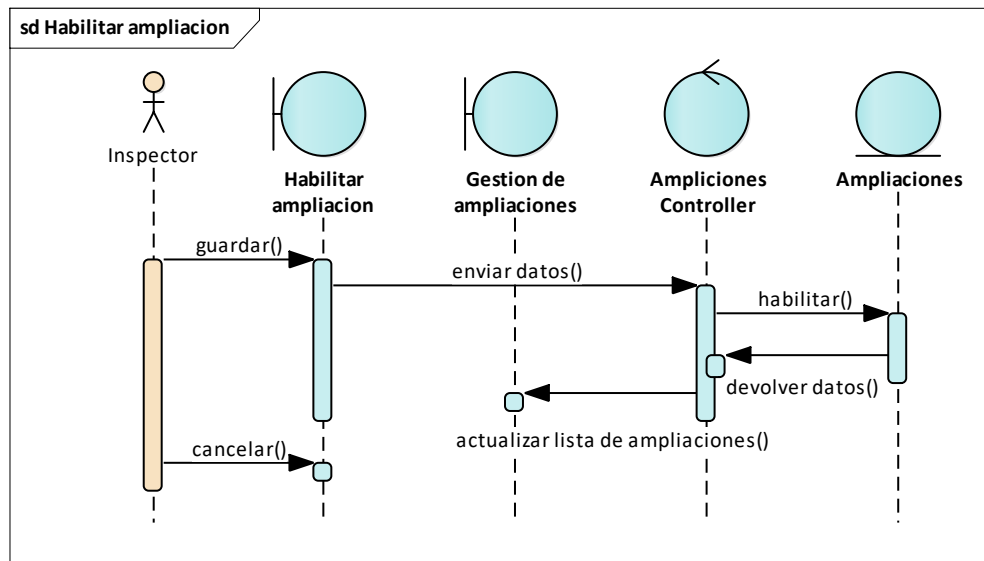 sd Habilitar ampliacion
Inspector
Habilitar
ampliacion
Gestion de
ampliaciones
Ampliciones
Controller
Ampliaciones
guardar()
enviar datos()
habilitar()
devolver datos()
actualizar lista de ampliaciones()
cancelar()